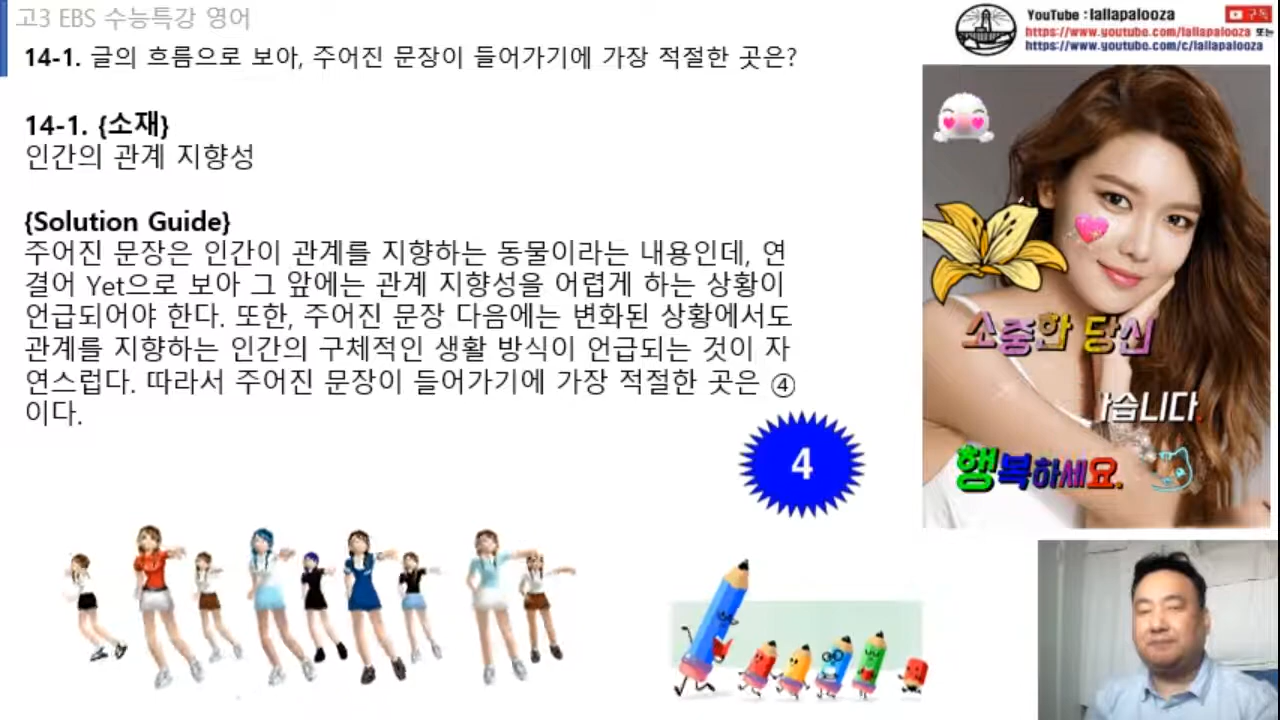 고3 EBS 수능특강 영어
14-1. 글의 흐름으로 보아, 주어진 문장이 들어가기에 가장 적절한 곳은?
14-1. {소재}
인간의 관계 지향성
{Solution Guide}
주어진 문장은 인간이 관계를 지향하는 동물이라는 내용인데, 연
결어 Yet으로 보아 그 앞에는 관계 지향성을 어렵게 하는 상황이
언급되어야 한다. 또한, 주어진 문장 다음에는 변화된 상황에서도
관계를 지향하는 인간의 구체적인 생활 방식이 언급되는 것이 자
연스럽다. 따라서 주어진 문장이 들어가기에 가장 적절한 곳은 ④
이다.
4
YouTube : lallapalooza
구독
https://www.youtube.com/lallapalooza 또는
https://www.youtube.com/c/lallapalooza
소중한 당신
습니다.
행복하세요.